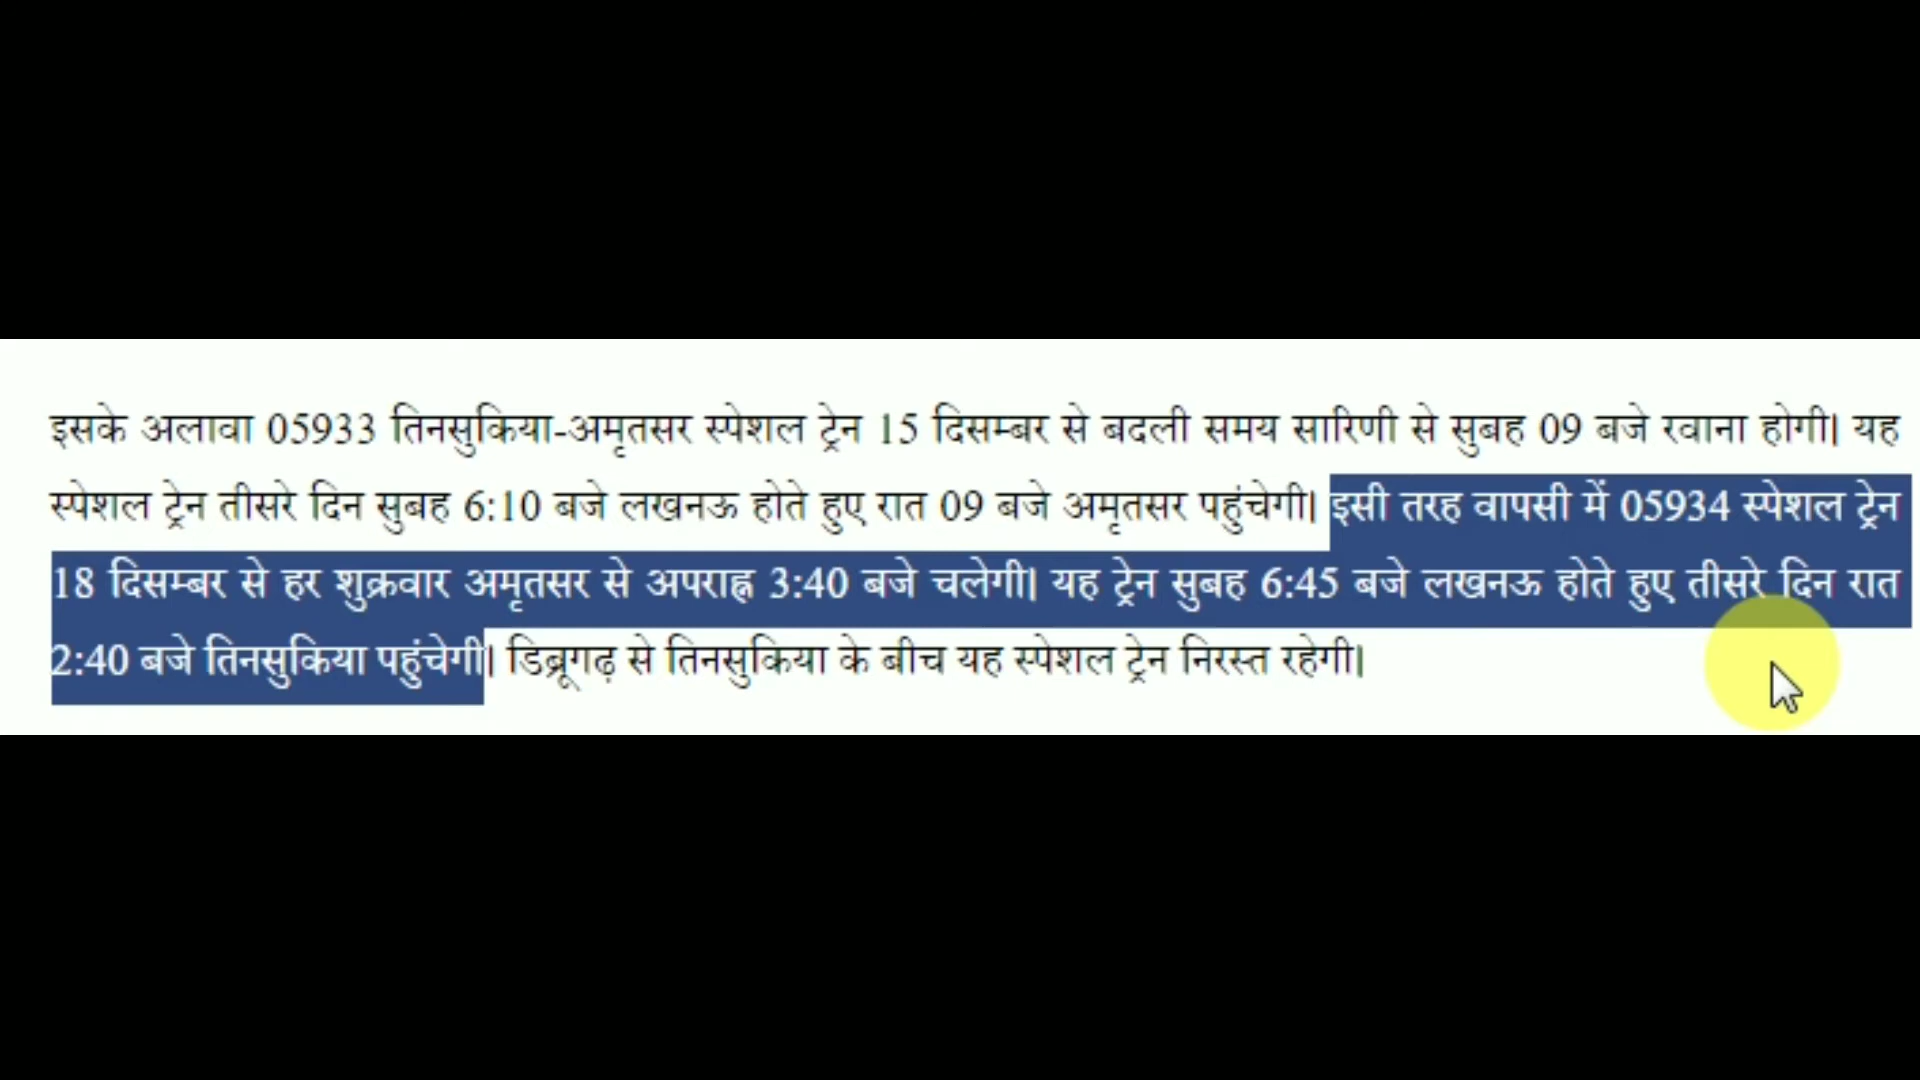 इसके अलावा 05933 तिनसुकिया-अमृतसर स्पेशल ट्रेन 15 दिसम्बर से बदली समय सारिणी से सुबह 09 बजे रवाना होगी| यह
स्पेशल ट्रेन तीसरे दिन सुबह 6:10 बजे लखनऊ होते हुए रात 09 बजे अमृतसर पहुंचेगी| इसी तरह वापसी में 05934 स्पेशल ट्रेन
18 दिसम्बर से हर शुक्रवार अमृतसर से अपराह्न 3:40 बजे चलेगी| यह ट्रेन सुबह 6:45 बजे लखनऊ होते हुए तीसरे दिन रात
2:40 बजे तिनसुकिया पहुंचेगी| डिब्रूगढ़ से तिनसुकिया के बीच यह स्पेशल ट्रेन निरस्त रहेगी|